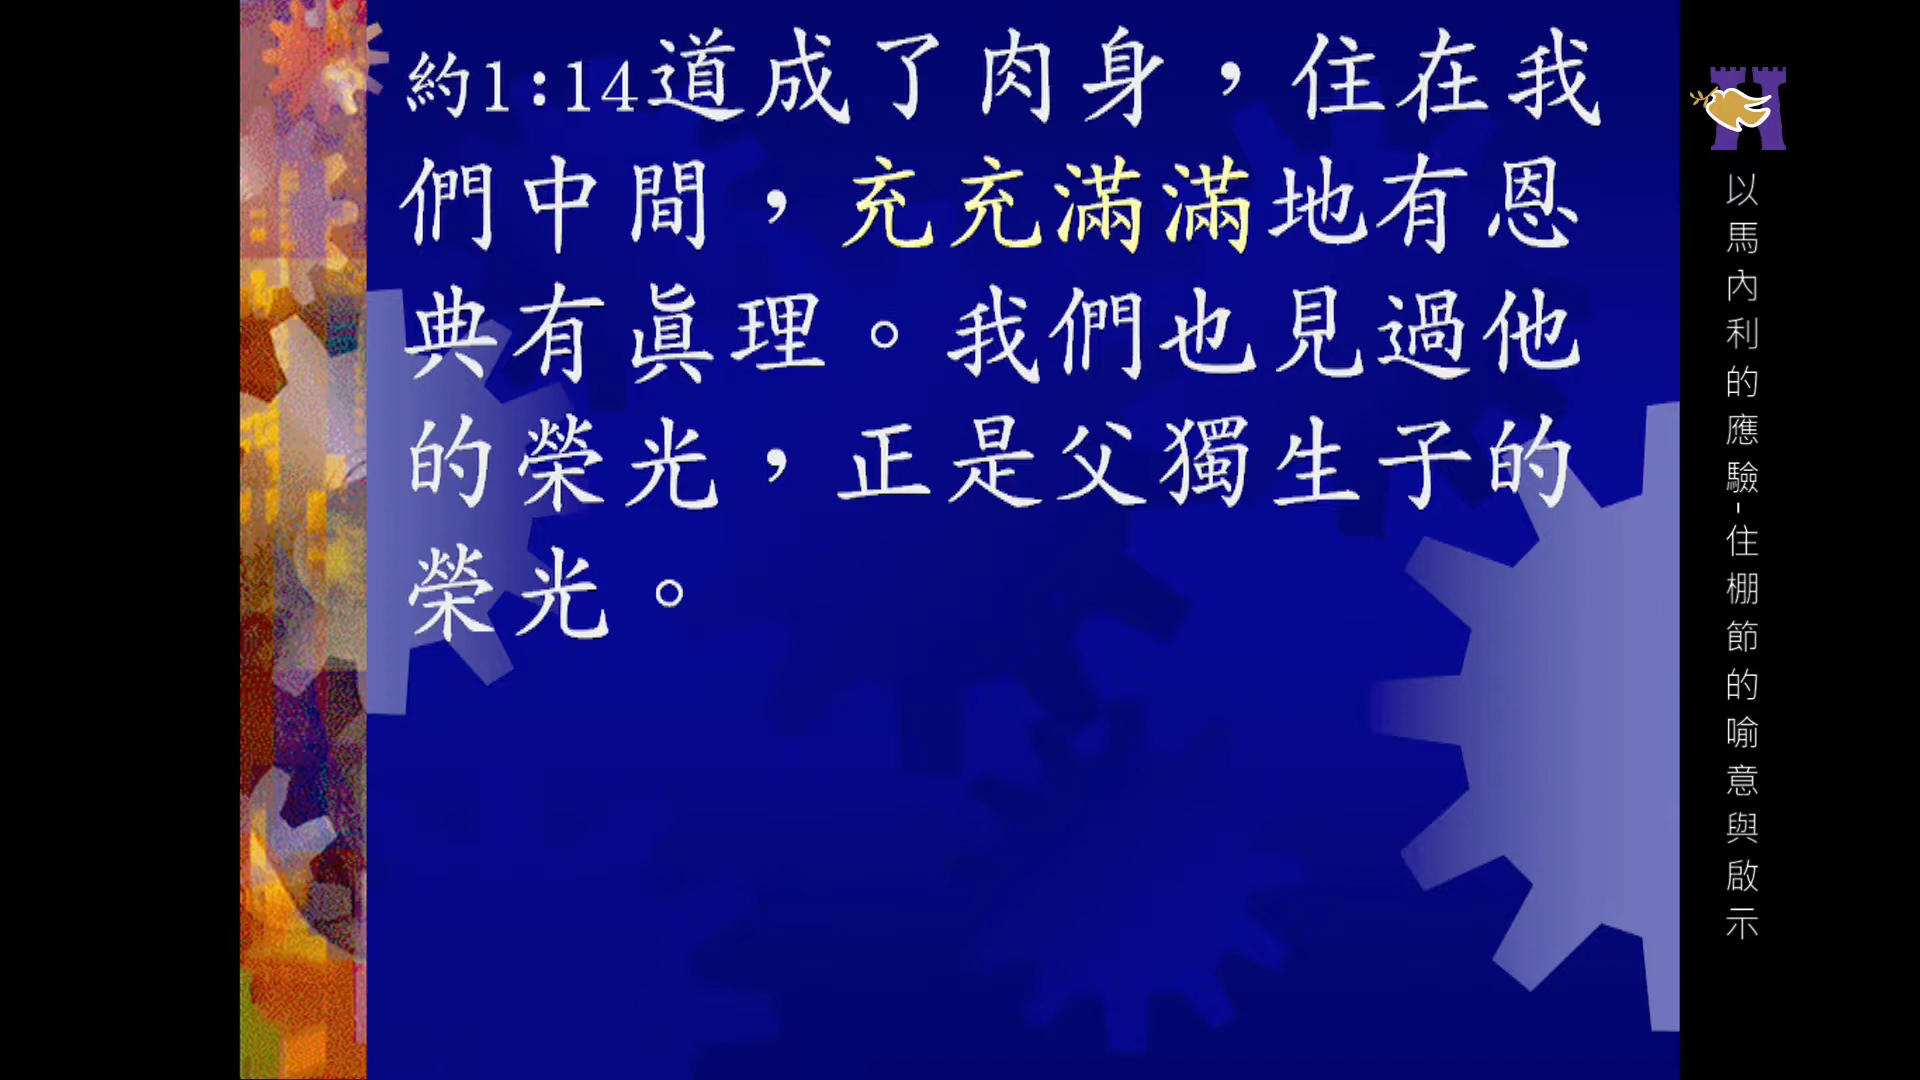 約1:14道成了肉身，住在我
們中間，充充滿滿地有恩
典有眞理。我們也見過他
的榮光，正是父獨生子的
榮光。
以馬內利的應驗-住棚節的喻意與啟示